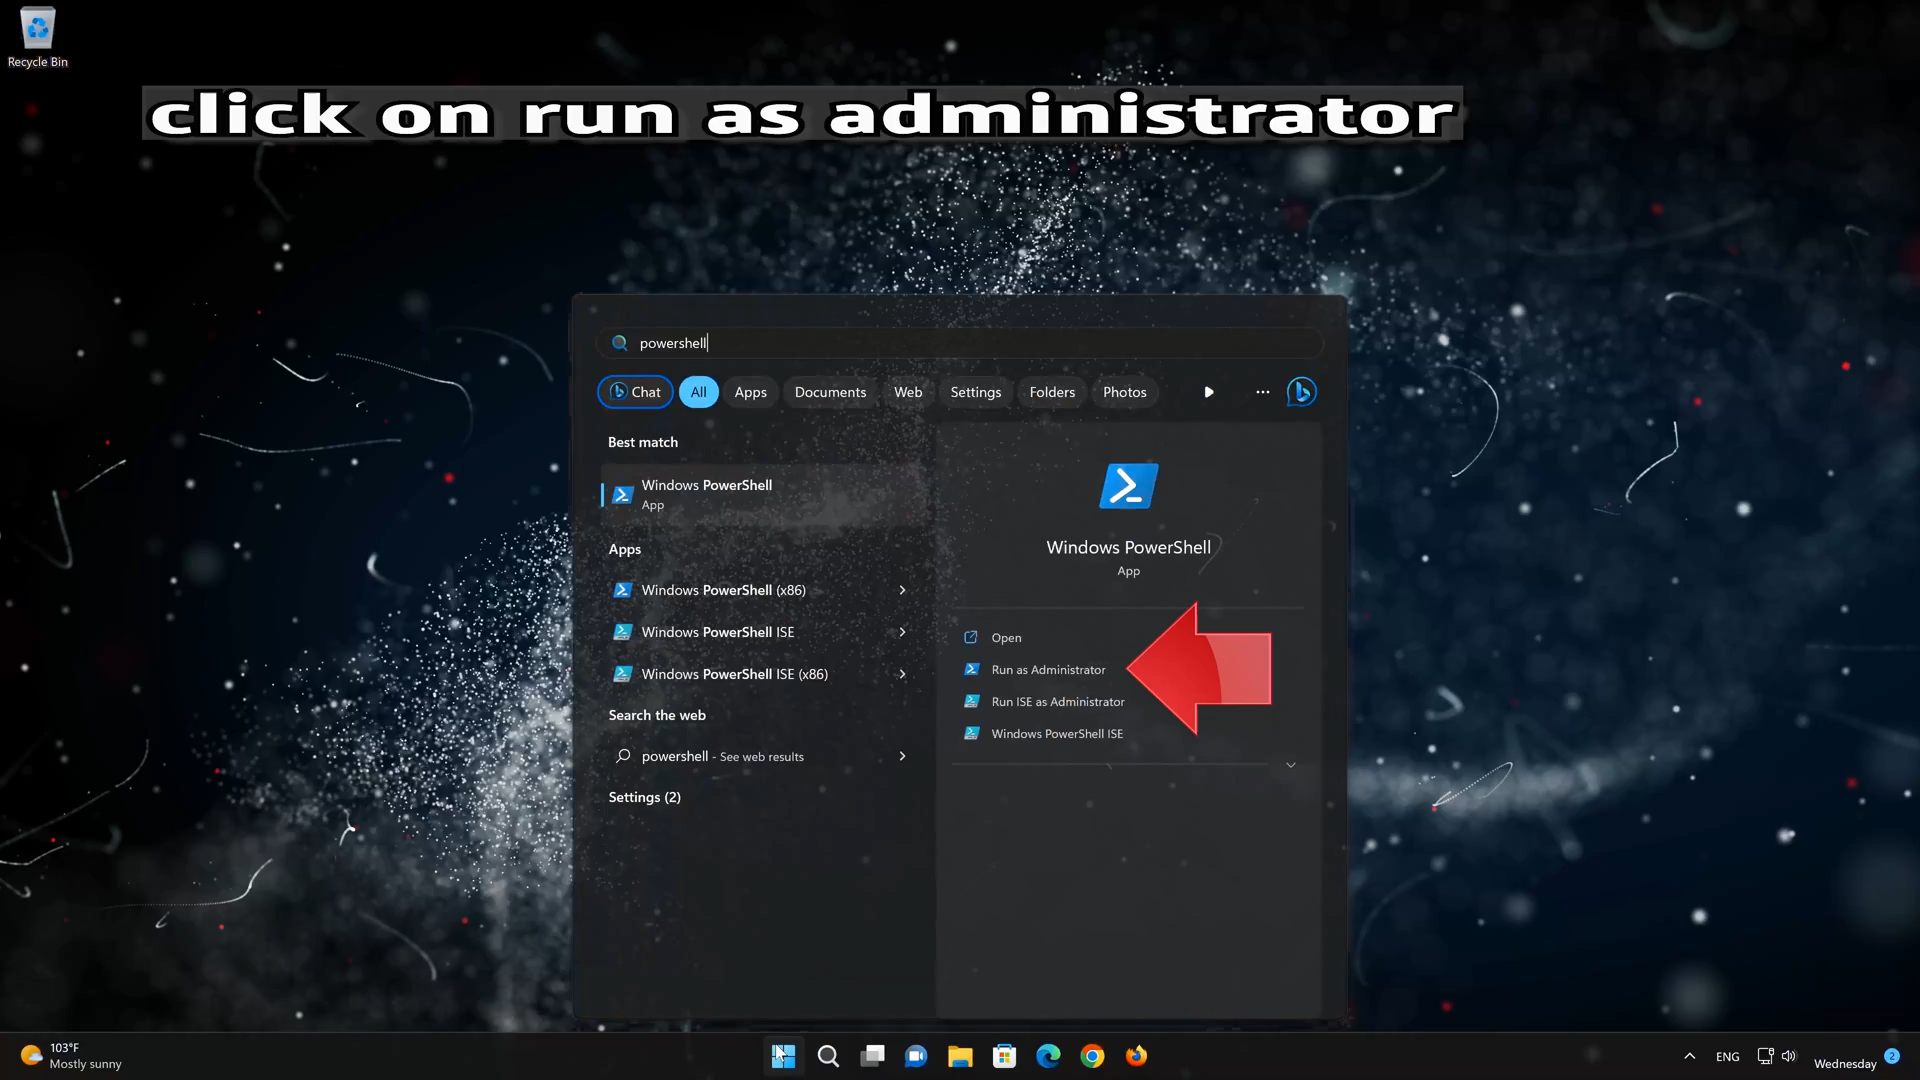 Recycle Bin
click on run as administrator
powershell
Chat
All
Apps
Documents
Web
Settings
Folders
Photos
Best match
Windows PowerShell
App
Apps
Windows PowerShell (x86)
Windows PowerShell ISE
Windows PowerShell ISE (x86)
Search the web
powershell - See web results
Settings (2)
Windows PowerShell
App
Open
Run as Administrator
Run ISE as Administrator
Windows PowerShell ISE
103°F
Mostly sunny
ENG
Wednesday
2